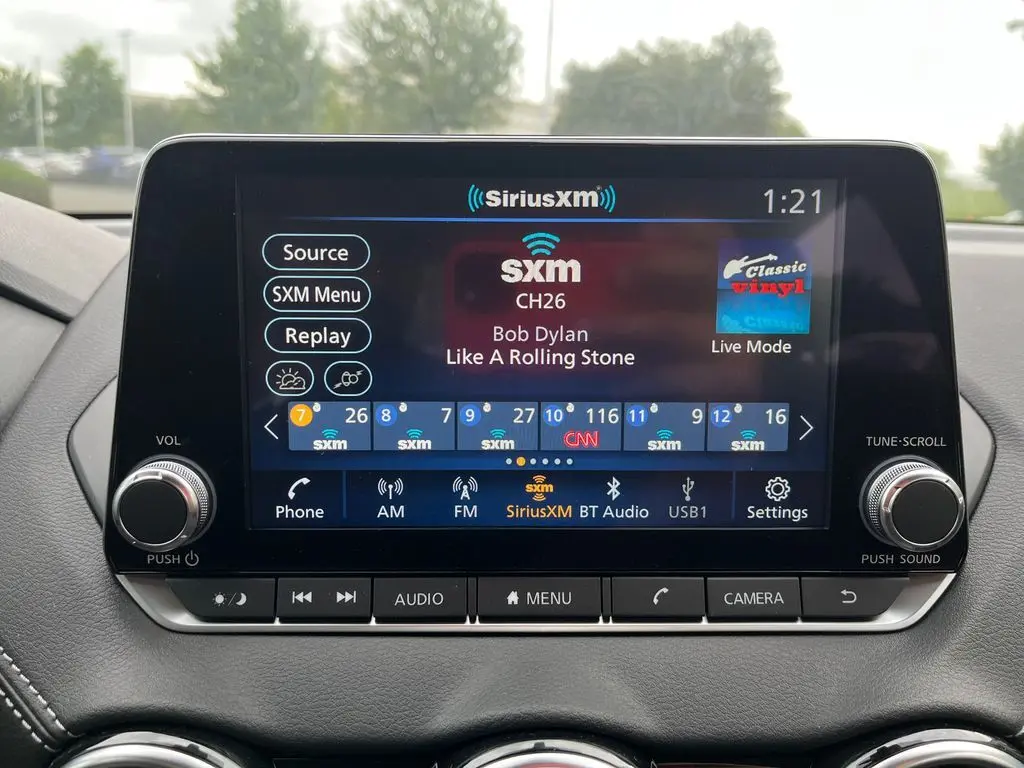 SiriusXM
1:21
Source
SXM Menu
Replay
sxm
CH26
Bob Dylan
Like A Rolling Stone
Classic
vinyl
Live Mode
7 26
sxm
8 7
sxm
9 27
sxm
10 116
CNN
11 9
sxm
12 16
sxm
Phone
AM
FM
sxm
SiriusXM
BT Audio
USB1
Settings
VOL
PUSH
TUNE·SCROLL
PUSH SOUND
AUDIO
MENU
CAMERA